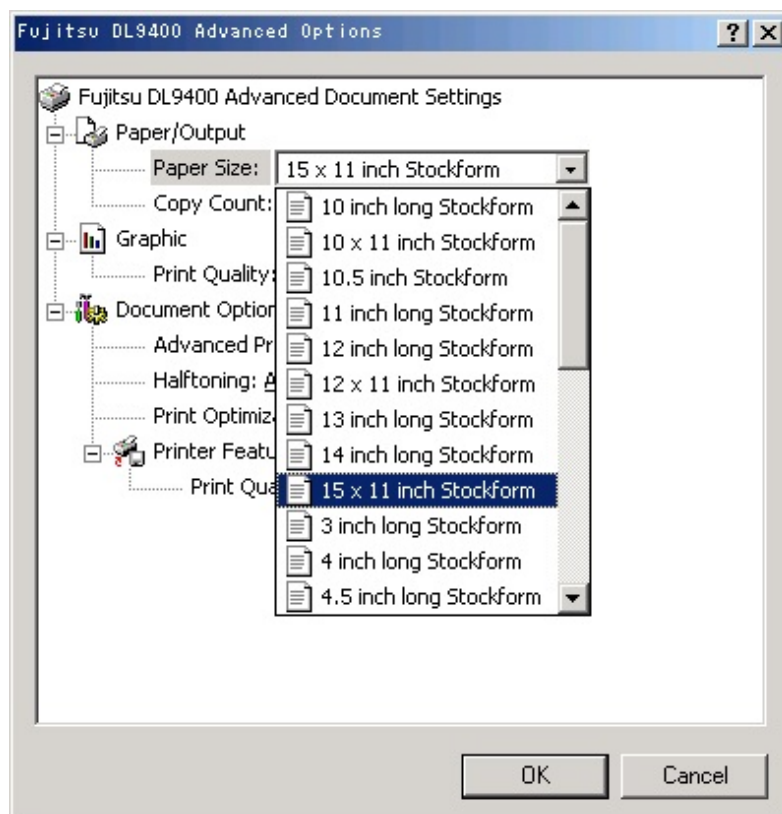 Fujitsu DL9400 Advanced Options
Fujitsu DL9400 Advanced Document Settings
Paper/Output
Paper Size: 15 x 11 inch Stockform
Copy Count:
Graphic
Print Quality:
Document Option
Advanced Pr
Halftoning: A
Print Optimiz
Printer Featu
Print Qua
10 inch long Stockform
10 x 11 inch Stockform
10.5 inch Stockform
11 inch long Stockform
12 inch long Stockform
12 x 11 inch Stockform
13 inch long Stockform
14 inch long Stockform
15 x 11 inch Stockform
3 inch long Stockform
4 inch long Stockform
4.5 inch long Stockform
OK
Cancel